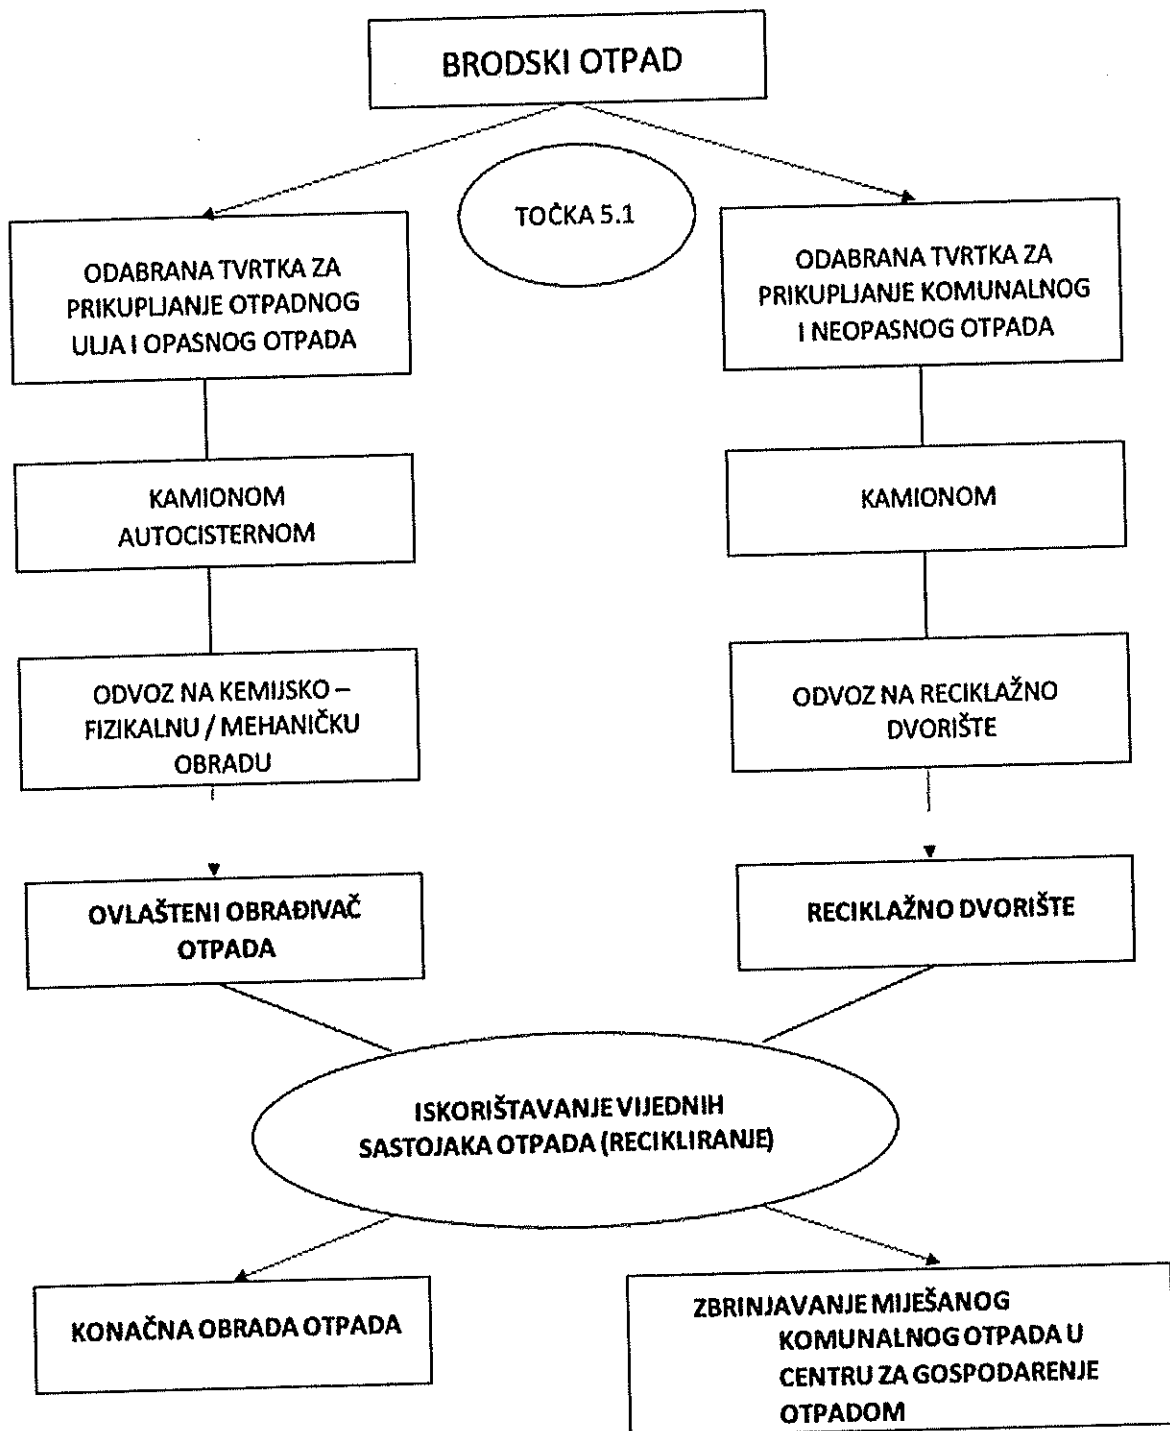 BRODSKI OTPAD
TOČKA 5.1
ODABRANA TVRTKA ZA
PRIKUPLJANJE OTPADNOG
ULJA I OPASNOG OTPADA
ODABRANA TVRTKA ZA
PRIKUPLJANJE KOMUNALNOG
I NEOPASNOG OTPADA
KAMIONOM
AUTOCISTERNOM
KAMIONOM
ODVOZ NA KEMIJSKO –
FIZIKALNU / MEHANIČKU
OBRADU
ODVOZ NA RECIKLAŽNO
DVORIŠTE
OVLAŠTENI OBRAĐIVAČ
OTPADA
RECIKLAŽNO DVORIŠTE
ISKORIŠTAVANJE VIJEDNIH
SASTOJAKA OTPADA (RECIKLIRANJE)
KONAČNA OBRADA OTPADA
ZBRINJAVANJE MIJEŠANOG
KOMUNALNOG OTPADA U
CENTRU ZA GOSPODARENJE
OTPADOM